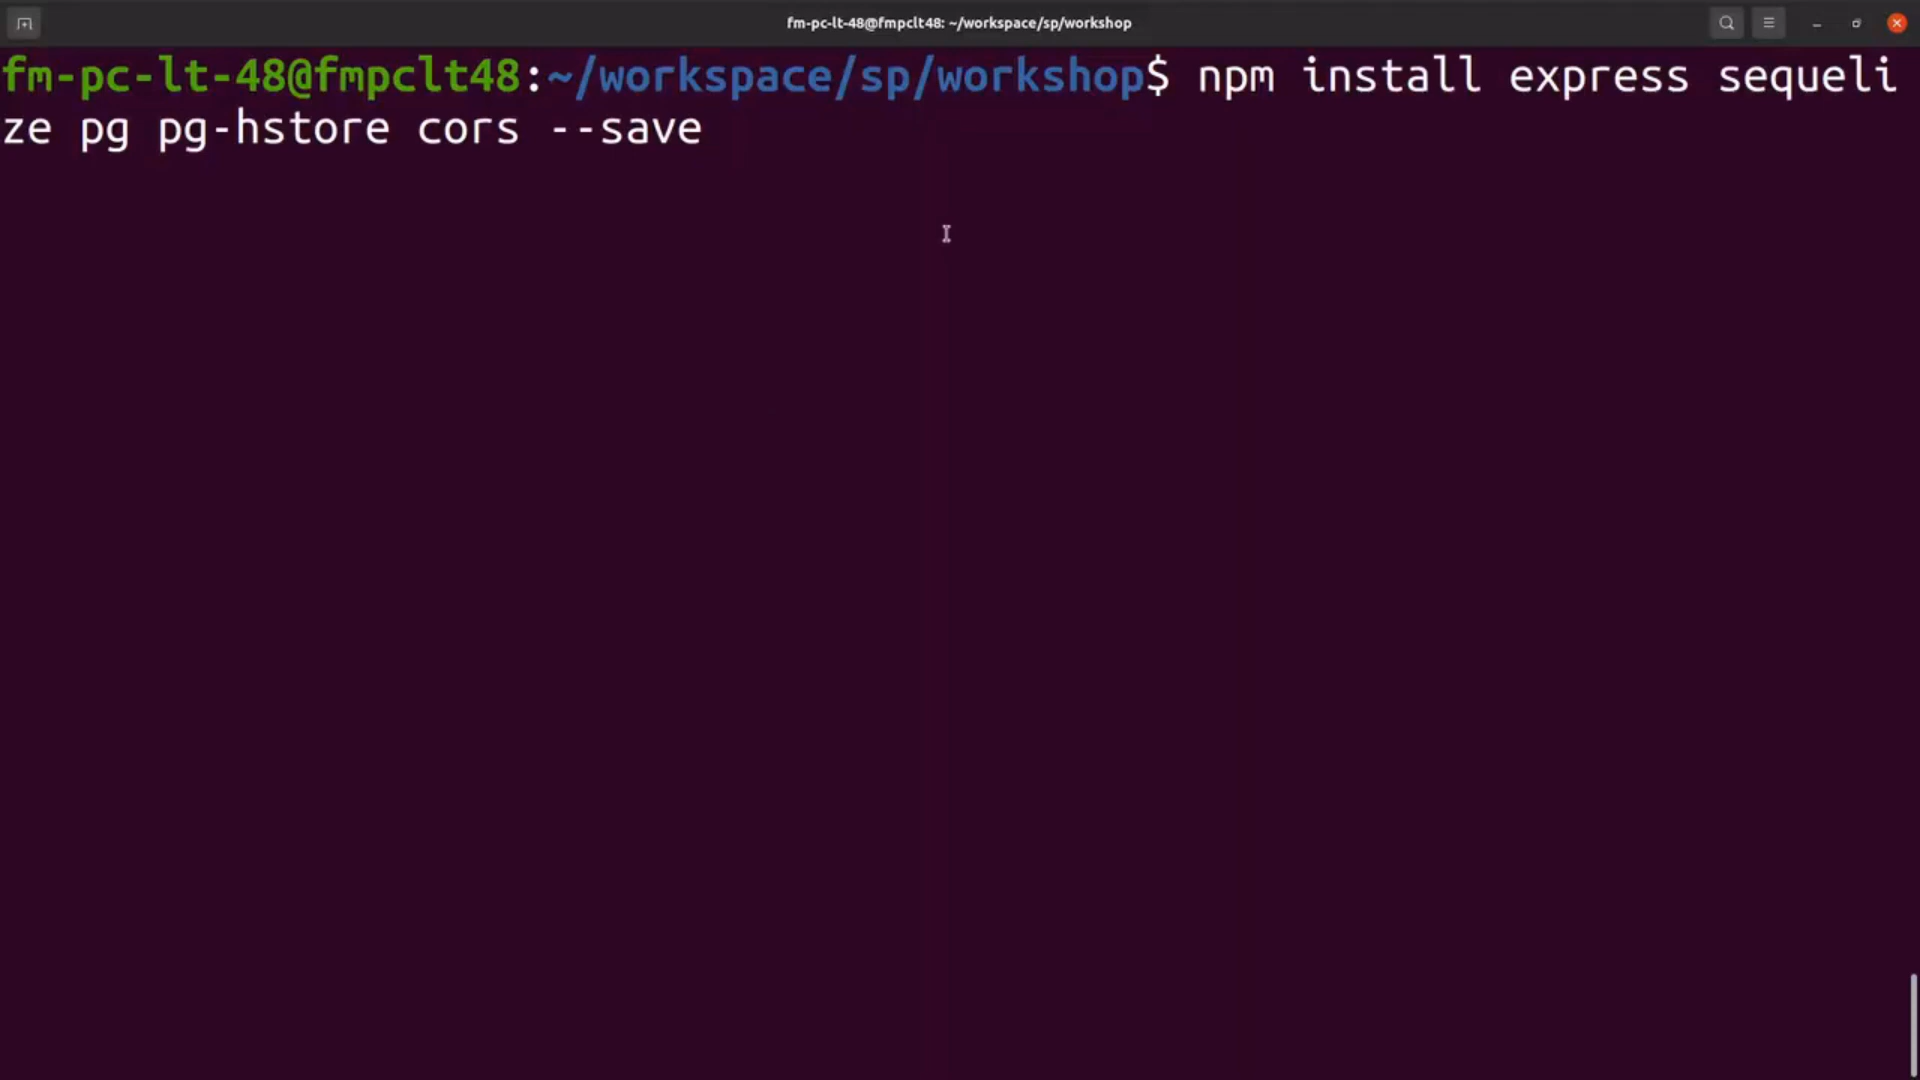 fm-pc-lt-48@fmpclt48: ~/workspace/sp/workshop
fm-pc-lt-48@fmpclt48:~/workspace/sp/workshop$ npm install express sequeli
ze pg pg-hstore cors --save